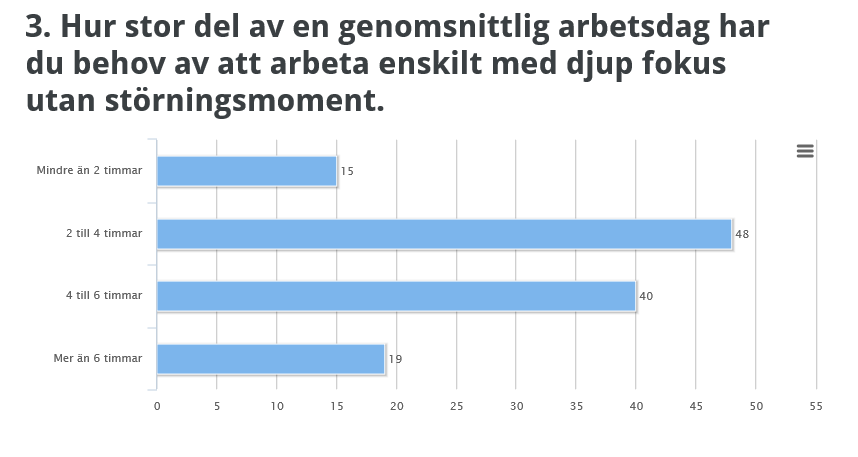 3. Hur stor del av en genomsnittlig arbetsdag har
du behov av att arbeta enskilt med djup fokus
utan störningsmoment.
Mindre än 2 timmar 15
2 till 4 timmar 48
4 till 6 timmar 40
Mer än 6 timmar 19
0 5 10 15 20 25 30 35 40 45 50 55